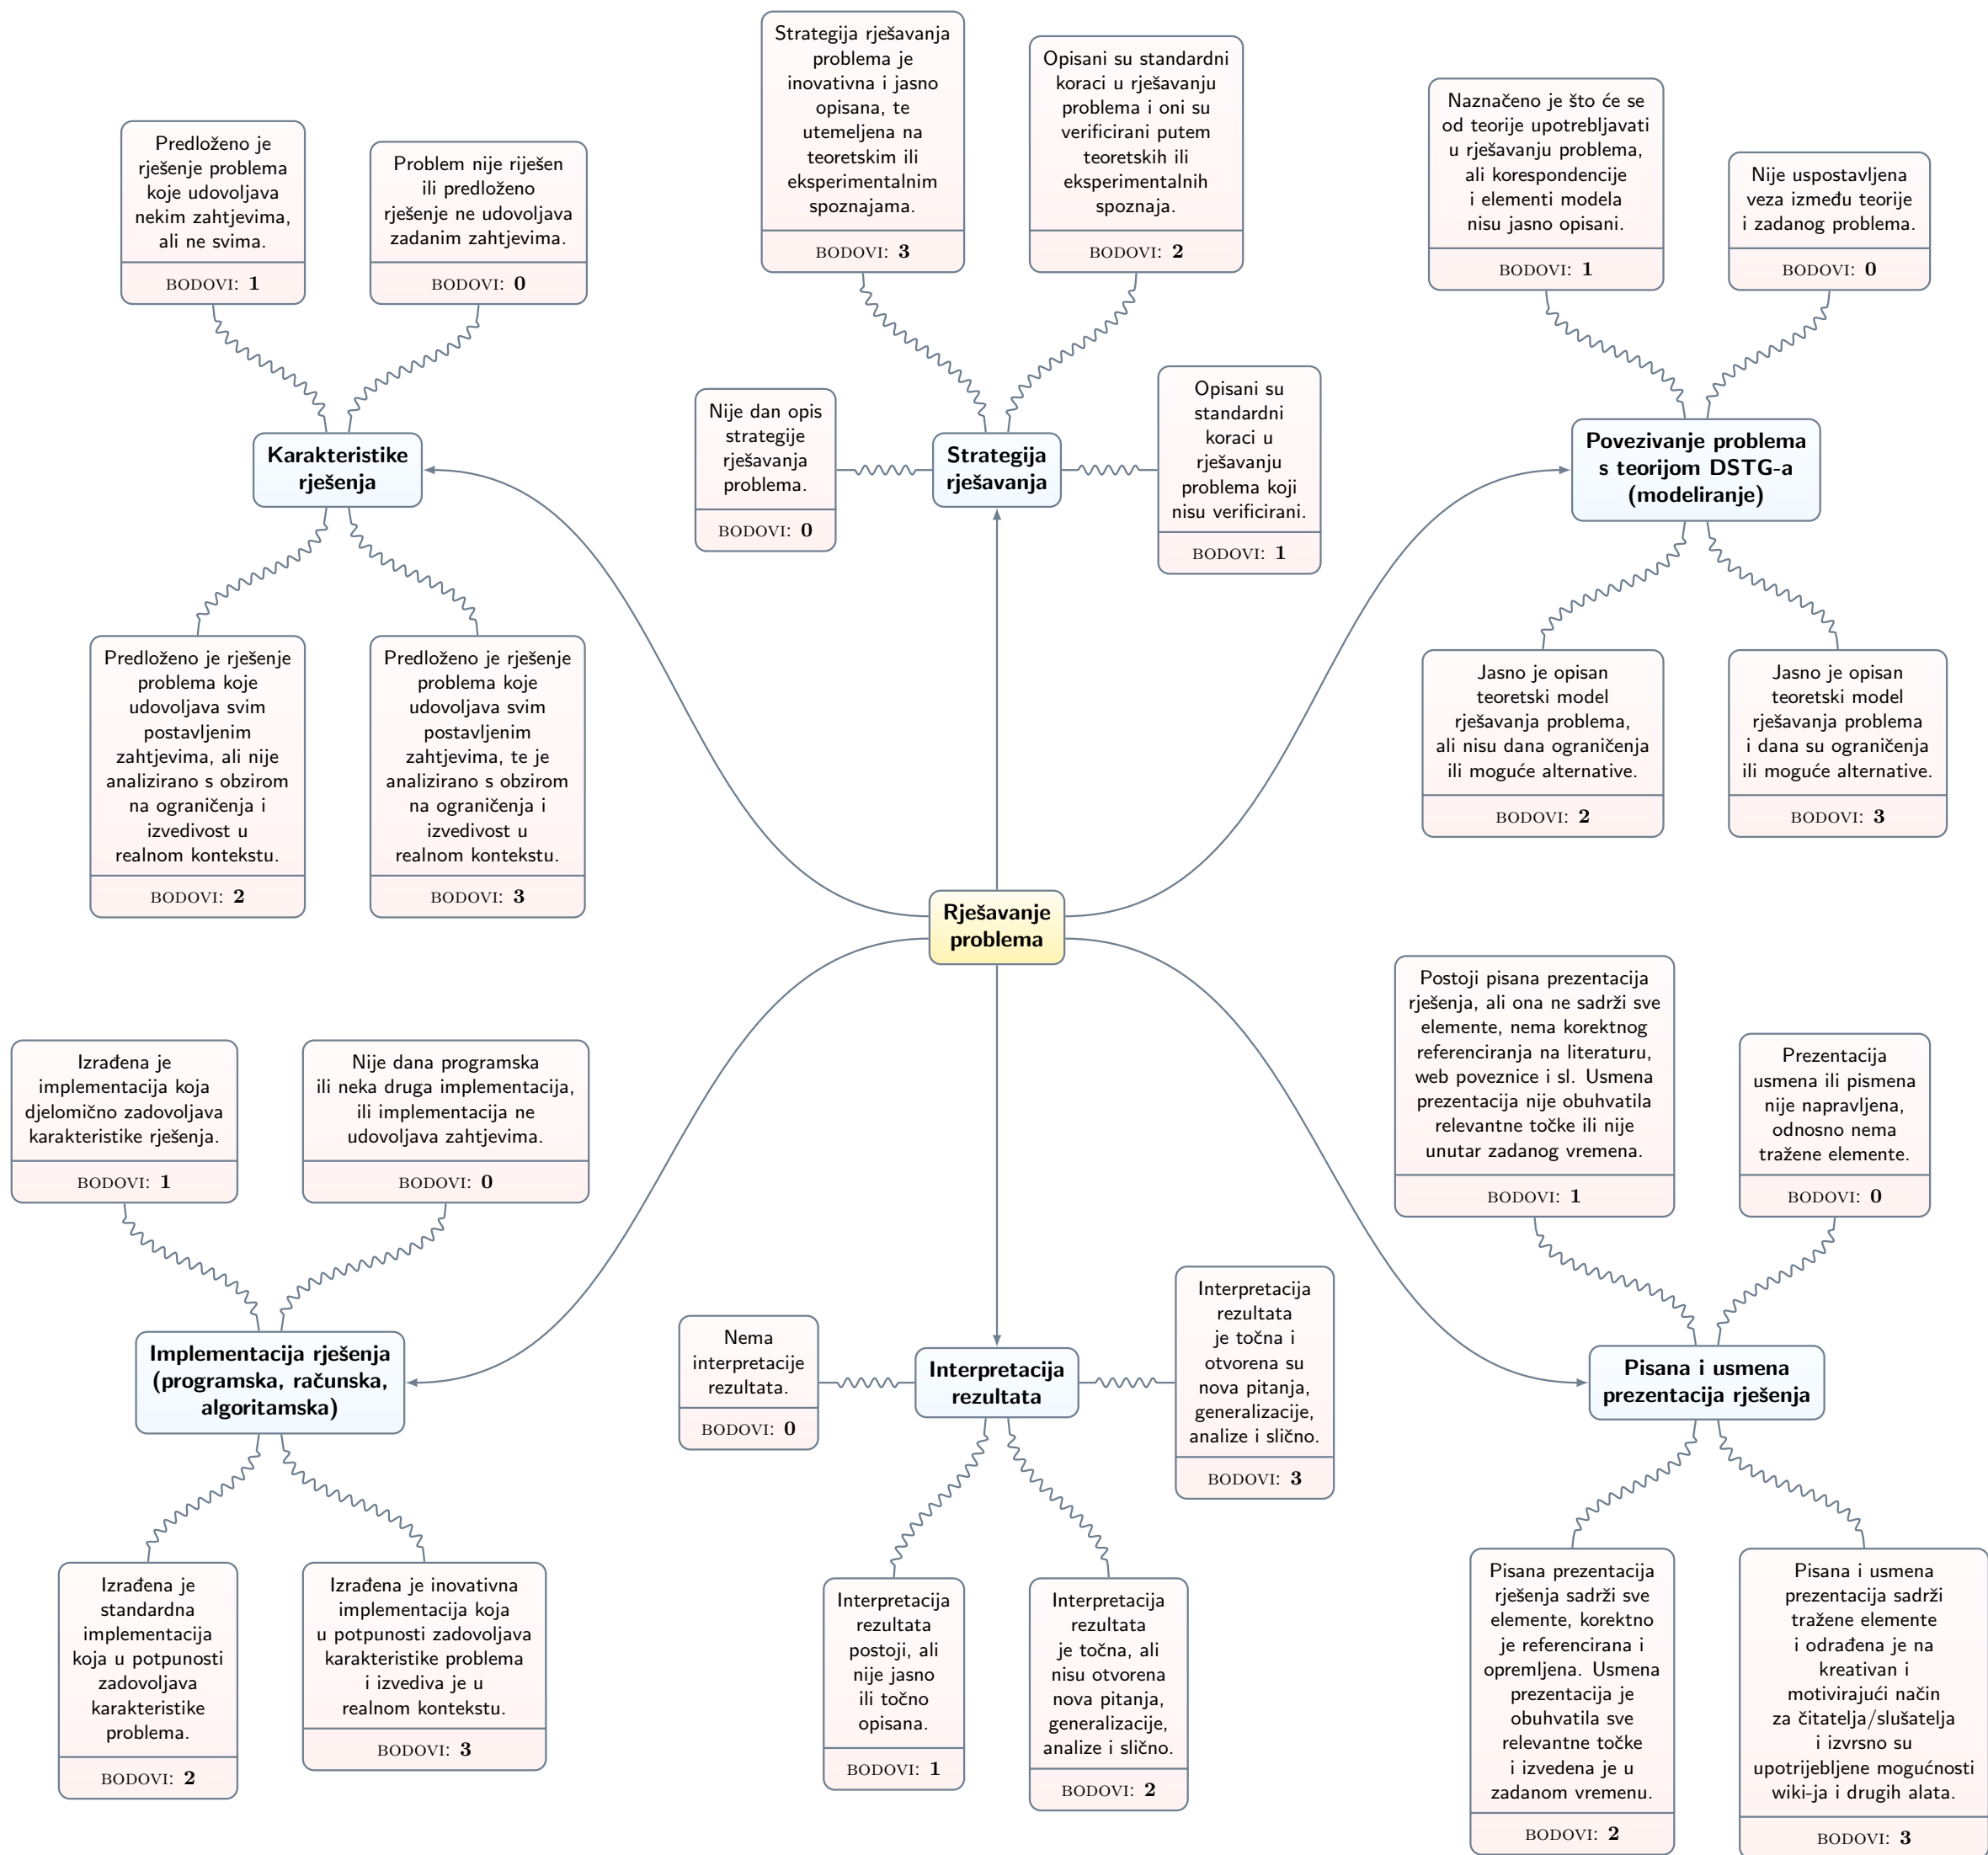 Predloženo je
rješenje problema
koje udovoljava
nekim zahtjevima,
ali ne svima.
BODOVI: 1
Problem nije riješen
ili predloženo
rješenje ne udovoljava
zadanim zahtjevima.
BODOVI: 0
Karakteristike
rješenja
Predloženo je rješenje
problema koje
udovoljava svim
postavljenim
zahtjevima, ali nije
analizirano s obzirom
na ograničenja i
izvedivost u
realnom kontekstu.
BODOVI: 2
Predloženo je rješenje
problema koje
udovoljava svim
postavljenim
zahtjevima, te je
analizirano s obzirom
na ograničenja i
izvedivost u
realnom kontekstu.
BODOVI: 3
Strategija rješavanja
problema je
inovativna i jasno
opisana, te
utemeljena na
teoretskim ili
eksperimentalnim
spoznajama.
BODOVI: 3
Opisani su standardni
koraci u rješavanju
problema i oni su
verificirani putem
teoretskih ili
eksperimentalnih
spoznaja.
BODOVI: 2
Nije dan opis
strategije
rješavanja
problema.
BODOVI: 0
Strategija
rješavanja
Opisani su
standardni
koraci u
rješavanju
problema koji
nisu verificirani.
BODOVI: 1
Naznačeno je što će se
od teorije upotrebljavati
u rješavanju problema,
ali korespondencije
i elementi modela
nisu jasno opisani.
BODOVI: 1
Nije uspostavljena
veza između teorije
i zadanog problema.
BODOVI: 0
Povezivanje problema
s teorijom DSTG-a
(modeliranje)
Jasno je opisan
teoretski model
rješavanja problema,
ali nisu dana ograničenja
ili moguće alternative.
BODOVI: 2
Jasno je opisan
teoretski model
rješavanja problema
i dana su ograničenja
ili moguće alternative.
BODOVI: 3
Rješavanje
problema
Izrađena je
implementacija koja
djelomično zadovoljava
karakteristike rješenja.
BODOVI: 1
Nije dana programska
ili neka druga implementacija,
ili implementacija ne
udovoljava zahtjevima.
BODOVI: 0
Implementacija rješenja
(programska, računska,
algoritamska)
Izrađena je
standardna
implementacija
koja u potpunosti
zadovoljava
karakteristike
problema.
BODOVI: 2
Izrađena je inovativna
implementacija koja
u potpunosti zadovoljava
karakteristike problema
i izvediva je u
realnom kontekstu.
BODOVI: 3
Nema
interpretacije
rezultata.
BODOVI: 0
Interpretacija
rezultata
Interpretacija
rezultata
je točna i
otvorena su
nova pitanja,
generalizacije,
analize i slično.
BODOVI: 3
Interpretacija
rezultata
postoji, ali
nije jasno
ili točno
opisana.
BODOVI: 1
Interpretacija
rezultata
je točna, ali
nisu otvorena
nova pitanja,
generalizacije,
analize i slično.
BODOVI: 2
Postoji pisana prezentacija
rješenja, ali ona ne sadrži sve
elemente, nema korektnog
referenciranja na literaturu,
web poveznice i sl. Usmena
prezentacija nije obuhvatila
relevantne točke ili nije
unutar zadanog vremena.
BODOVI: 1
Prezentacija
usmena ili pismena
nije napravljena,
odnosno nema
tražene elemente.
BODOVI: 0
Pisana i usmena
prezentacija rješenja
Pisana prezentacija
rješenja sadrži sve
elemente, korektno
je referencirana i
opremljena. Usmena
prezentacija je
obuhvatila sve
relevantne točke
i izvedena je u
zadanom vremenu.
BODOVI: 2
Pisana i usmena
prezentacija sadrži
tražene elemente
i odrađena je na
kreativan i
motivirajući način
za čitatelja/slušatelja
i izvrsno su
upotrijebljene mogućnosti
wiki-ja i drugih alata.
BODOVI: 3